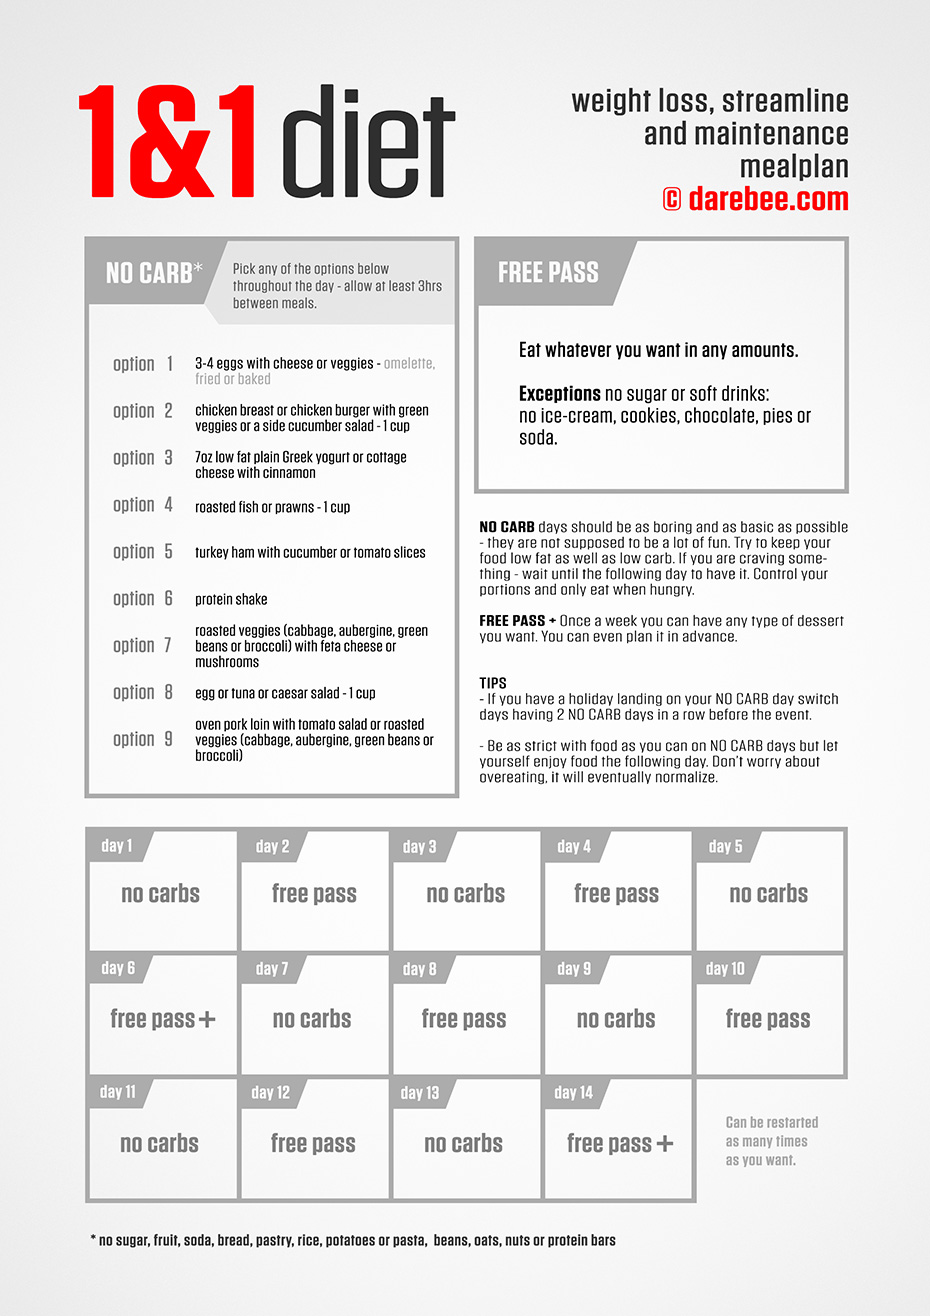 1&1 diet
weight loss, streamline
and maintenance
mealplan
© darebee.com
NO CARB*
Pick any of the options below
throughout the day - allow at least 3hrs
between meals.
option 1
3-4 eggs with cheese or veggies - omelette,
fried or baked
option 2
chicken breast or chicken burger with green
veggies or a side cucumber salad - 1 cup
option 3
7oz low fat plain Greek yogurt or cottage
cheese with cinnamon
option 4
roasted fish or prawns - 1 cup
option 5
turkey ham with cucumber or tomato slices
option 6
protein shake
option 7
roasted veggies (cabbage, aubergine, green
beans or broccoli) with feta cheese or
mushrooms
option 8
egg or tuna or caesar salad - 1 cup
option 9
oven pork loin with tomato salad or roasted
veggies (cabbage, aubergine, green beans or
broccoli)
FREE PASS
Eat whatever you want in any amounts.
Exceptions no sugar or soft drinks:
no ice-cream, cookies, chocolate, pies or
soda.
NO CARB days should be as boring and as basic as possible
- they are not supposed to be a lot of fun. Try to keep your
food low fat as well as low carb. If you are craving some-
thing - wait until the following day to have it. Control your
portions and only eat when hungry.
FREE PASS + Once a week you can have any type of dessert
you want. You can even plan it in advance.
TIPS
- If you have a holiday landing on your NO CARB day switch
days having 2 NO CARB days in a row before the event.
- Be as strict with food as you can on NO CARB days but let
yourself enjoy food the following day. Don't worry about
overeating, it will eventually normalize.
day 1
no carbs
day 2
free pass
day 3
no carbs
day 4
free pass
day 5
no carbs
day 6
free pass +
day 7
no carbs
day 8
free pass
day 9
no carbs
day 10
free pass
day 11
no carbs
day 12
free pass
day 13
no carbs
day 14
free pass +
Can be restarted
as many times
as you want.
* no sugar, fruit, soda, bread, pastry, rice, potatoes or pasta, beans, oats, nuts or protein bars